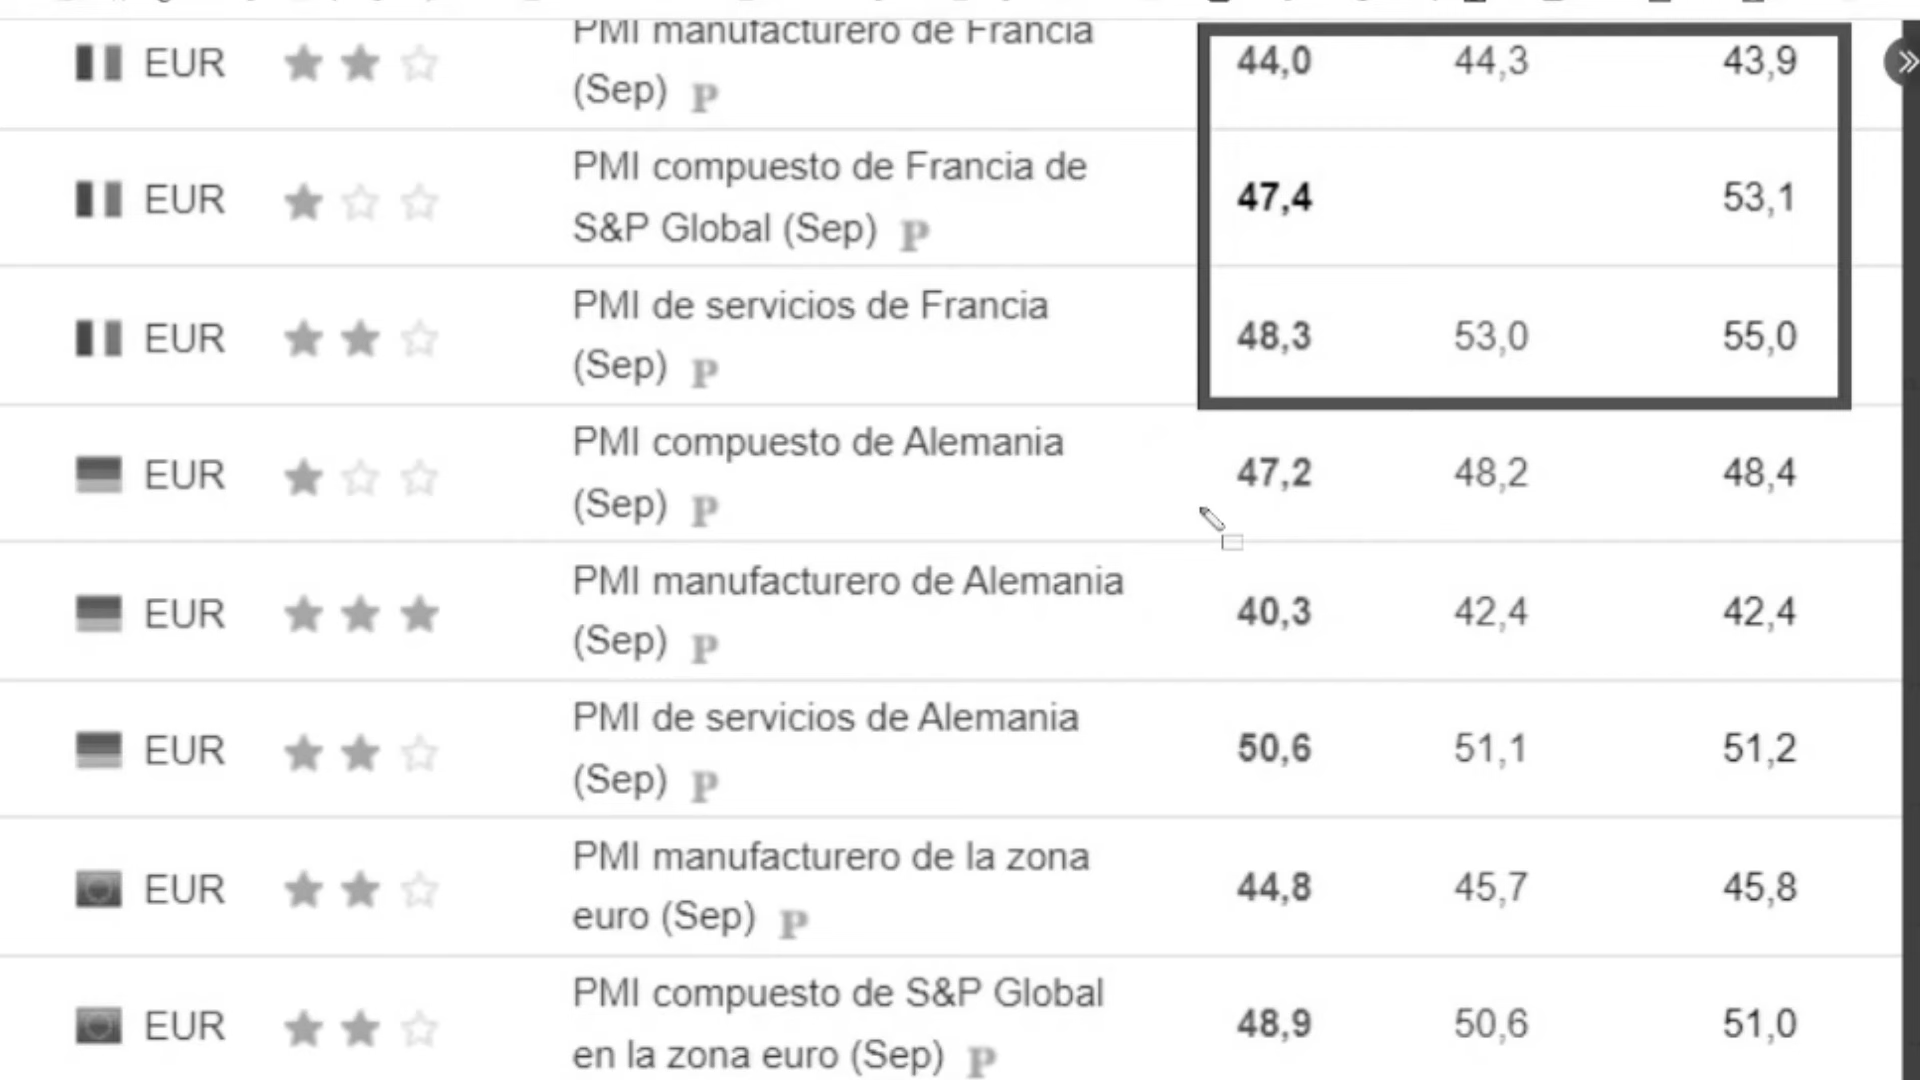 EUR PMI manufacturero de Francia 44,0 44,3 43,9
(Sep) P
EUR PMI compuesto de Francia de 47,4 53,1
S&P Global (Sep) P
EUR PMI de servicios de Francia 48,3 53,0 55,0
(Sep) P
EUR PMI compuesto de Alemania 47,2 48,2 48,4
(Sep) P
EUR PMI manufacturero de Alemania 40,3 42,4 42,4
(Sep) P
EUR PMI de servicios de Alemania 50,6 51,1 51,2
(Sep) P
EUR PMI manufacturero de la zona 44,8 45,7 45,8
euro (Sep) P
EUR PMI compuesto de S&P Global 48,9 50,6 51,0
en la zona euro (Sep) P